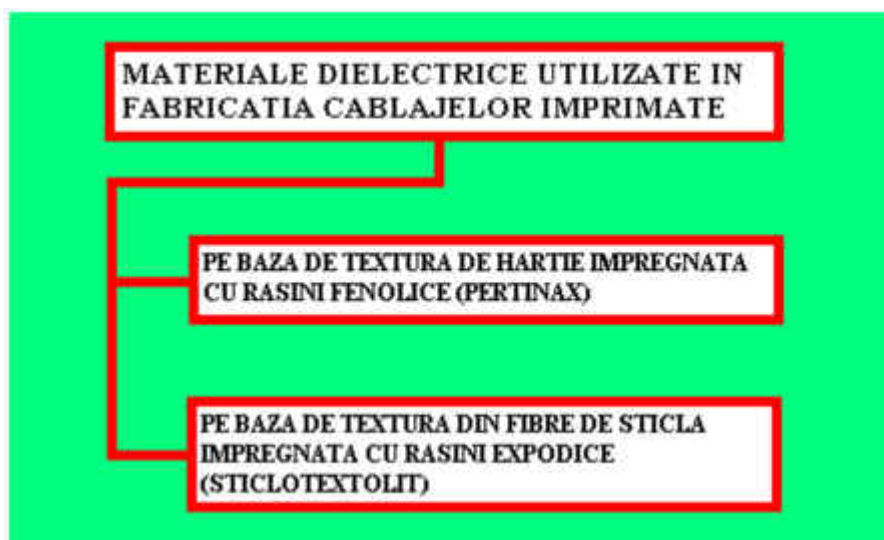 MATERIALE DIELECTRICE UTILIZATE IN
FABRICATIA CABLAJELOR IMPRIMATE
PE BAZA DE TEXTURA DE HARTIE IMPREGNATA
CU RASINI FENOLICE (PERTINAX)
PE BAZA DE TEXTURA DIN FIBRE DE STICLA
IMPREGNATA CU RASINI EXPODICE
(STICLOTEXTOLIT)